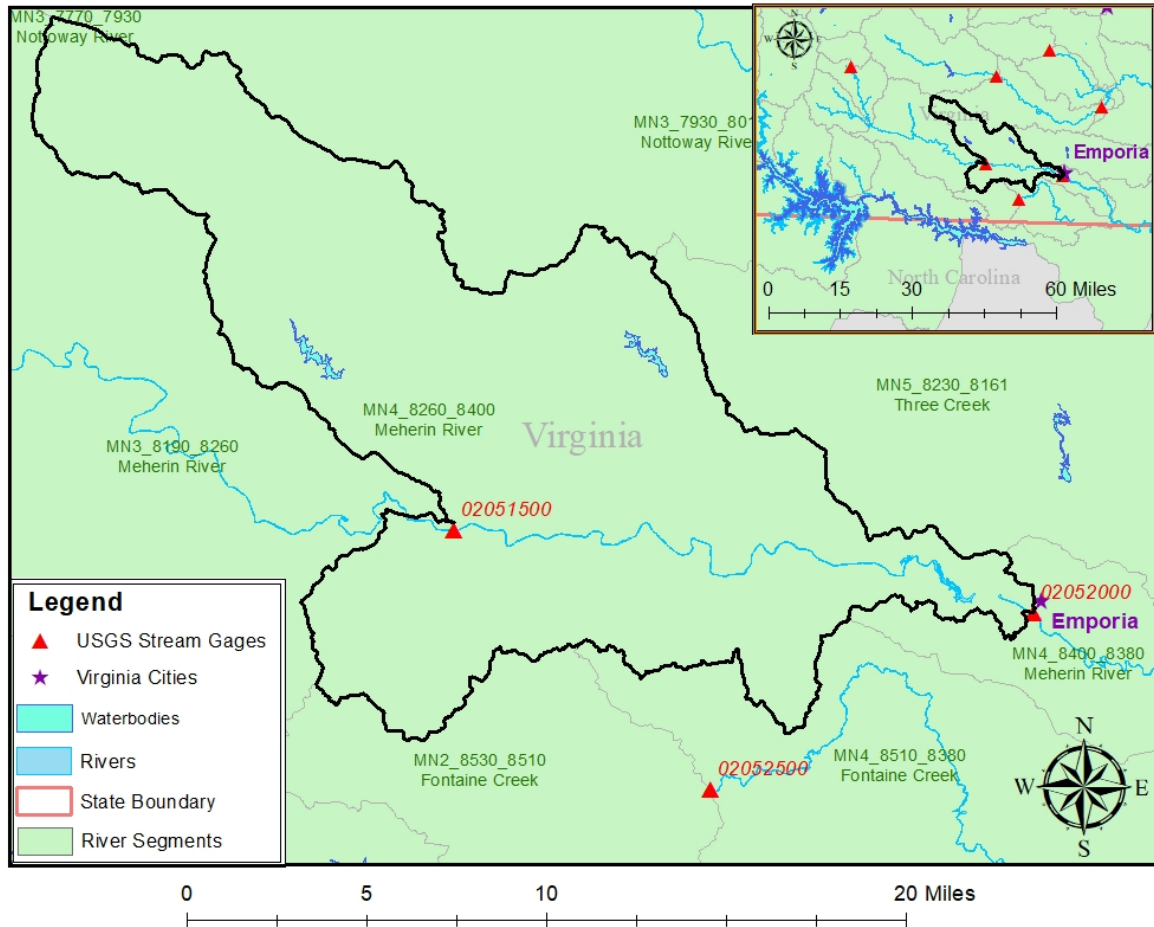 MN3_7770_7930
Nottoway River
MN3_7930_801
Nottoway Rive
N
W
E
S
Virginia
Emporia
North Carolina
0 15 30 60 Miles
MN5_8230_8161
Three Creek
MN4_8260_8400
Meherin River
Virginia
MN3_8190_8260
Meherin River
02051500
02052000
Emporia
MN4_8400_8380
Meherin River
MN2_8530_8510
Fontaine Creek
02052500
MN4_8510_8380
Fontaine Creek
N
W
E
S
Legend
USGS Stream Gages
Virginia Cities
Waterbodies
Rivers
State Boundary
River Segments
0 5 10 20 Miles